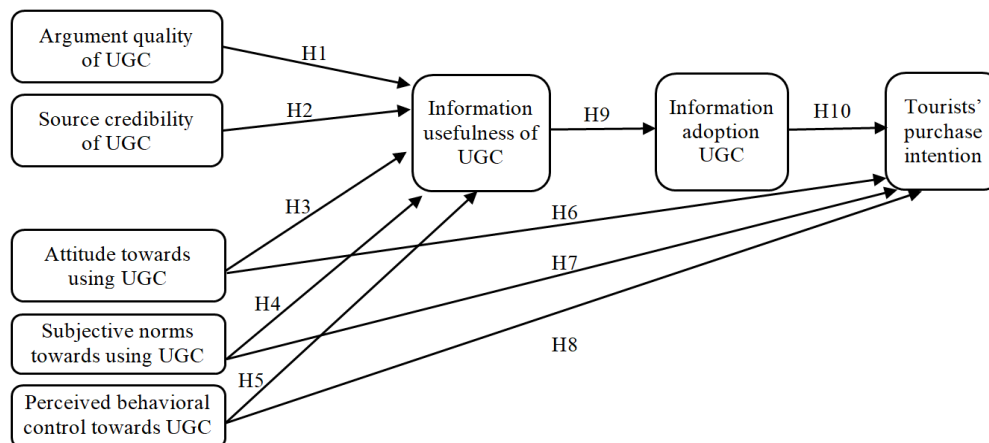 Argument quality
of UGC
H1
Source credibility
of UGC
H2
Information
usefulness of
UGC
H9
Information
adoption
UGC
H10
Tourists’
purchase
intention
H3
Attitude towards
using UGC
H6
H4
H7
Subjective norms
towards using UGC
H5
H8
Perceived behavioral
control towards UGC